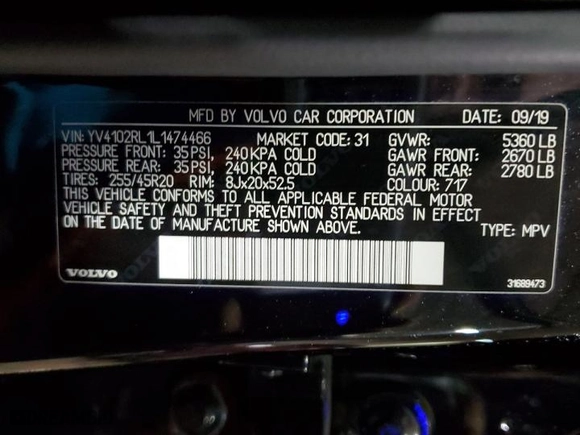 MFD BY VOLVO CAR CORPORATION DATE: 09/19
VIN: YV4102RL1L1474466 MARKET CODE: 31 GVWR: 5360 LB
PRESSURE FRONT: 35 PSI, 240 KPA COLD GAWR FRONT: 2670 LB
PRESSURE REAR: 35 PSI, 240 KPA COLD GAWR REAR: 2780 LB
TIRES: 255/45R20 RIM: 8Jx20x52.5 COLOUR: 717
THIS VEHICLE CONFORMS TO ALL APPLICABLE FEDERAL MOTOR
VEHICLE SAFETY AND THEFT PREVENTION STANDARDS IN EFFECT
ON THE DATE OF MANUFACTURE SHOWN ABOVE. TYPE: MPV
VOLVO 31689473